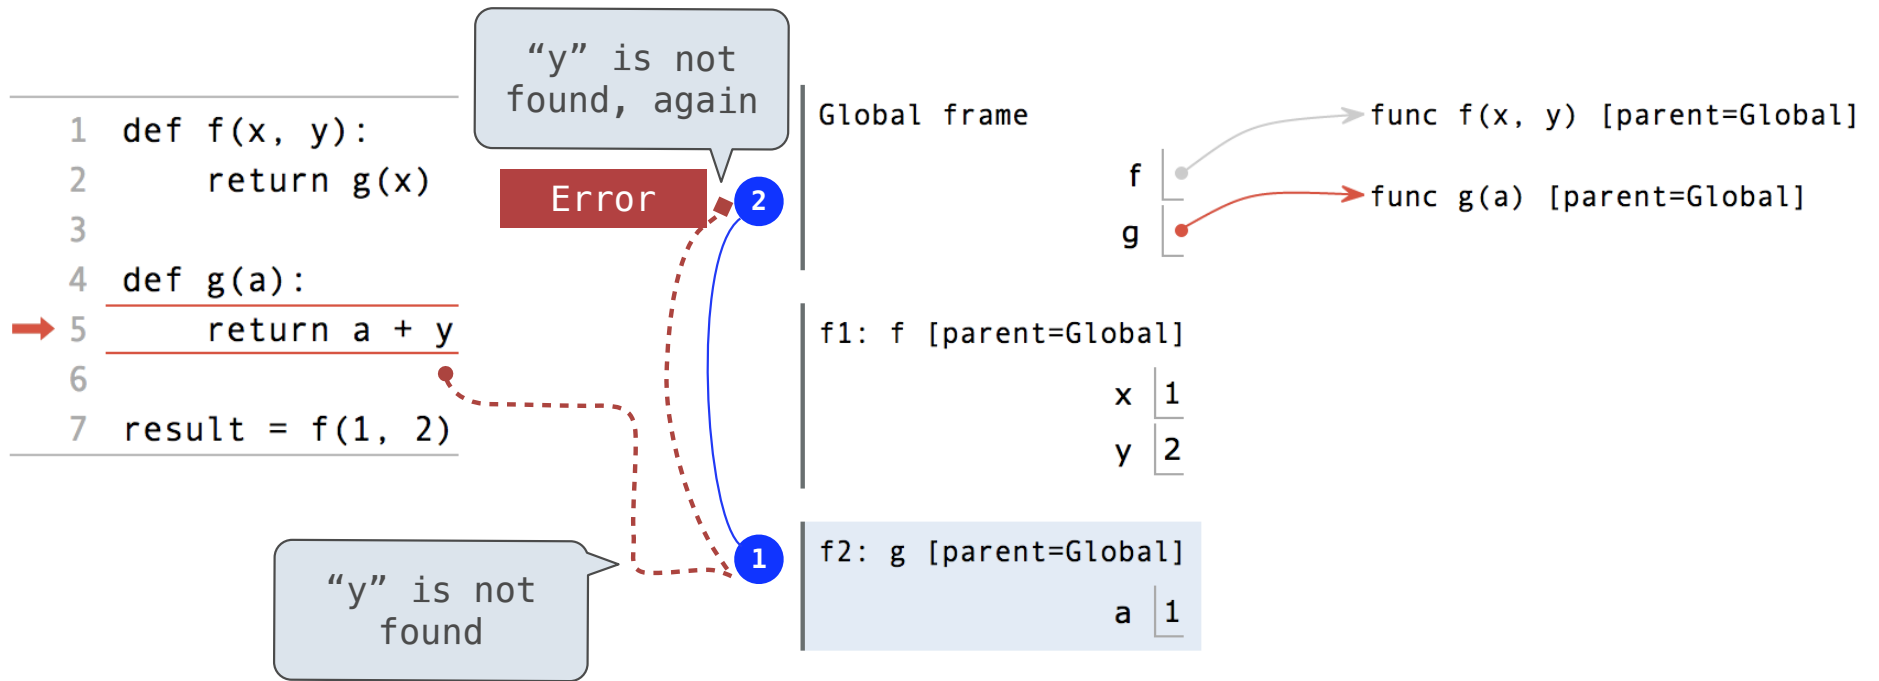 “y” is not
found, again
1 def f(x, y):
2     return g(x)
3
4 def g(a):
5     return a + y
6
7 result = f(1, 2)
Error
2
1
“y” is not
found
Global frame
f
g
func f(x, y) [parent=Global]
func g(a) [parent=Global]
f1: f [parent=Global]
x 1
y 2
f2: g [parent=Global]
a 1